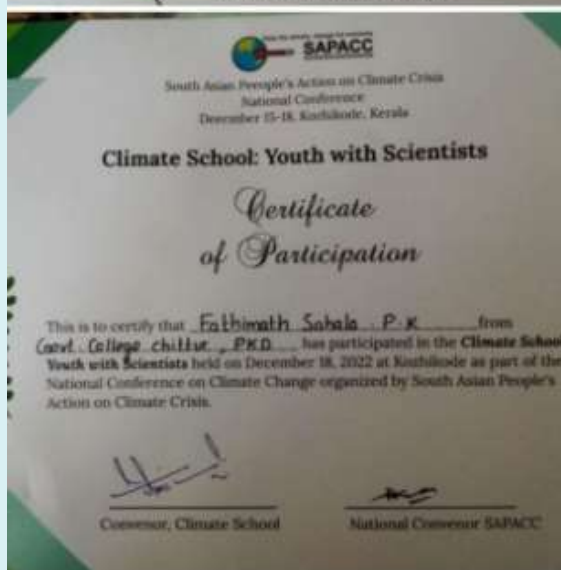 SAPACC
South Asian People's Action on Climate Crisis
National Conference
December 15-18, Kozhikode, Kerala
Climate School: Youth with Scientists
Certificate
of Participation
This is to certify that Fathimath Sahala . P. K from
Govt. College chittur, PKD has participated in the Climate School
Youth with Scientists held on December 18, 2022 at Kozhikode as part of the
National Conference on Climate Change organized by South Asian People's
Action on Climate Crisis.
Convenor, Climate School
National Convenor SAPACC